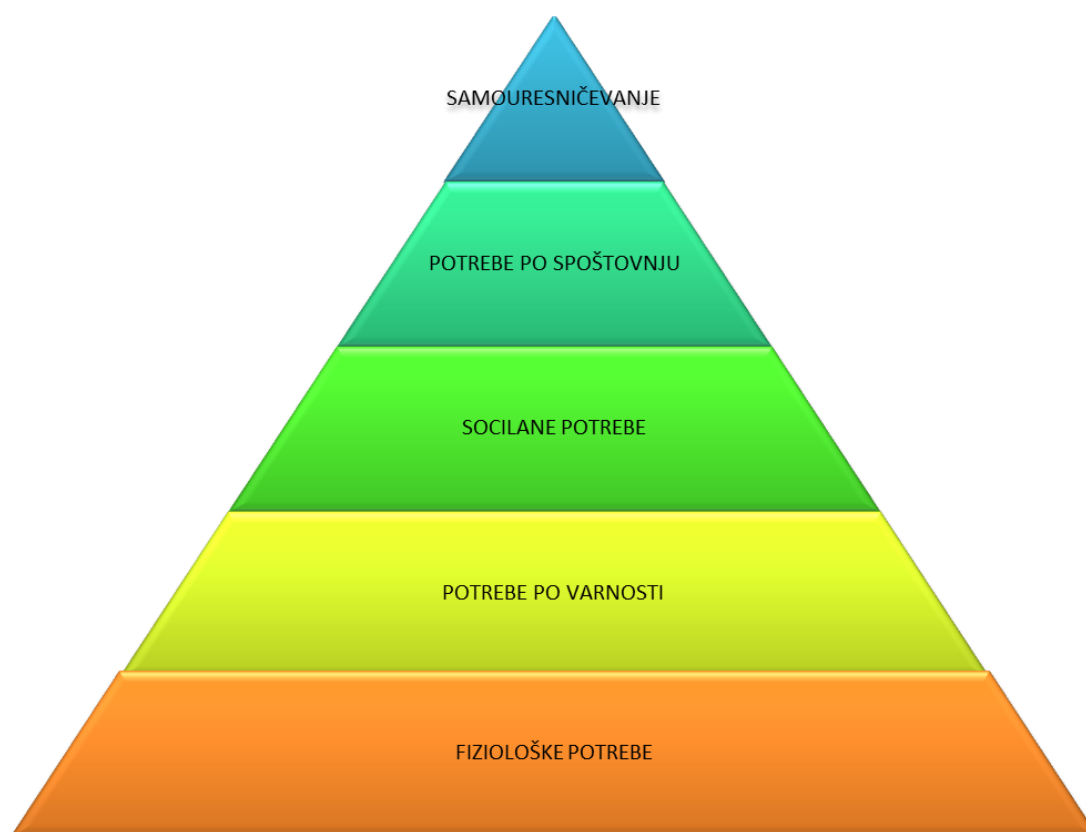 SAMOURESNIČEVANJE
POTREBE PO SPOŠTOVNJU
SOCILANE POTREBE
POTREBE PO VARNOSTI
FIZIOLOŠKE POTREBE